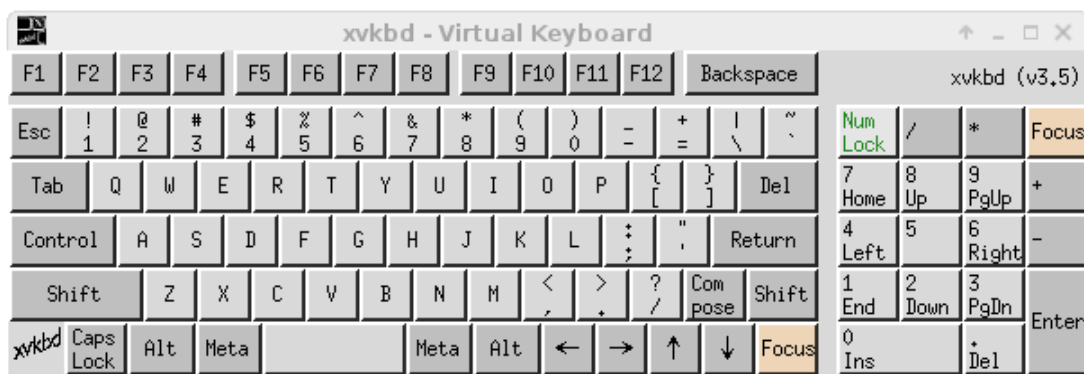 xvkbd - Virtual Keyboard
F1 F2 F3 F4 F5 F6 F7 F8 F9 F10 F11 F12 Backspace xvkbd (v3.5)
Esc ! 1 @ 2 # 3 $ 4 % 5 ^ 6 & 7 * 8 ( 9 ) 0 _ - + = | \ ~ ` Num Lock / * Focus
Tab Q W E R T Y U I O P { [ } ] Del 7 Home 8 Up 9 PgUp +
Control A S D F G H J K L : ; " ' Return 4 Left 5 6 Right -
Shift Z X C V B N M < , > . ? / Com pose Shift 1 End 2 Down 3 PgDn Enter
xvkbd Caps Lock Alt Meta Meta Alt ← → ↑ ↓ Focus 0 Ins . Del